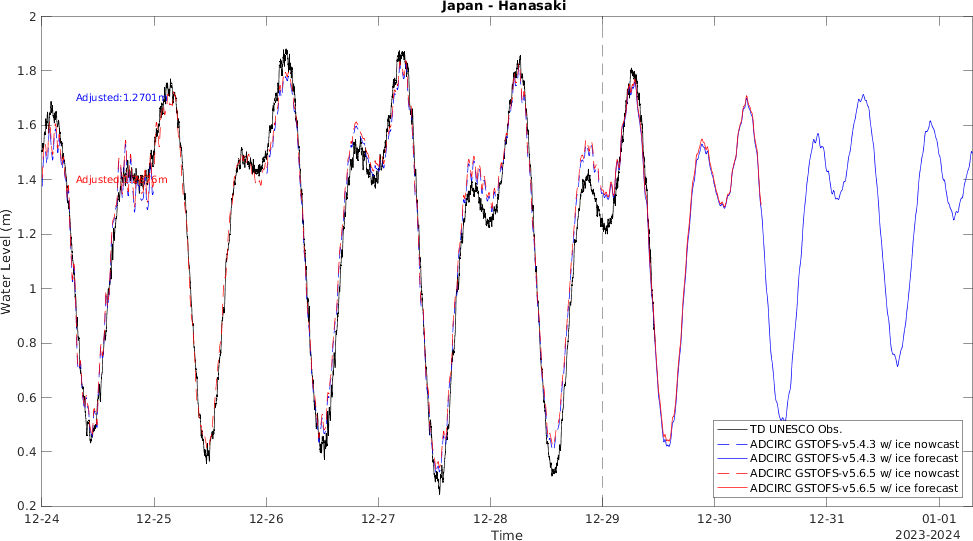 Japan - Hanasaki
2
1.8
1.6
1.4
1.2
1
0.8
0.6
0.4
0.2
Water Level (m)
Adjusted:1.2701m
Adjusted:
12-24
12-25
12-26
12-27
12-28
12-29
12-30
12-31
01-01
Time
2023-2024
TD UNESCO Obs.
ADCIRC GSTOFS-v5.4.3 w/ ice nowcast
ADCIRC GSTOFS-v5.4.3 w/ ice forecast
ADCIRC GSTOFS-v5.6.5 w/ ice nowcast
ADCIRC GSTOFS-v5.6.5 w/ ice forecast